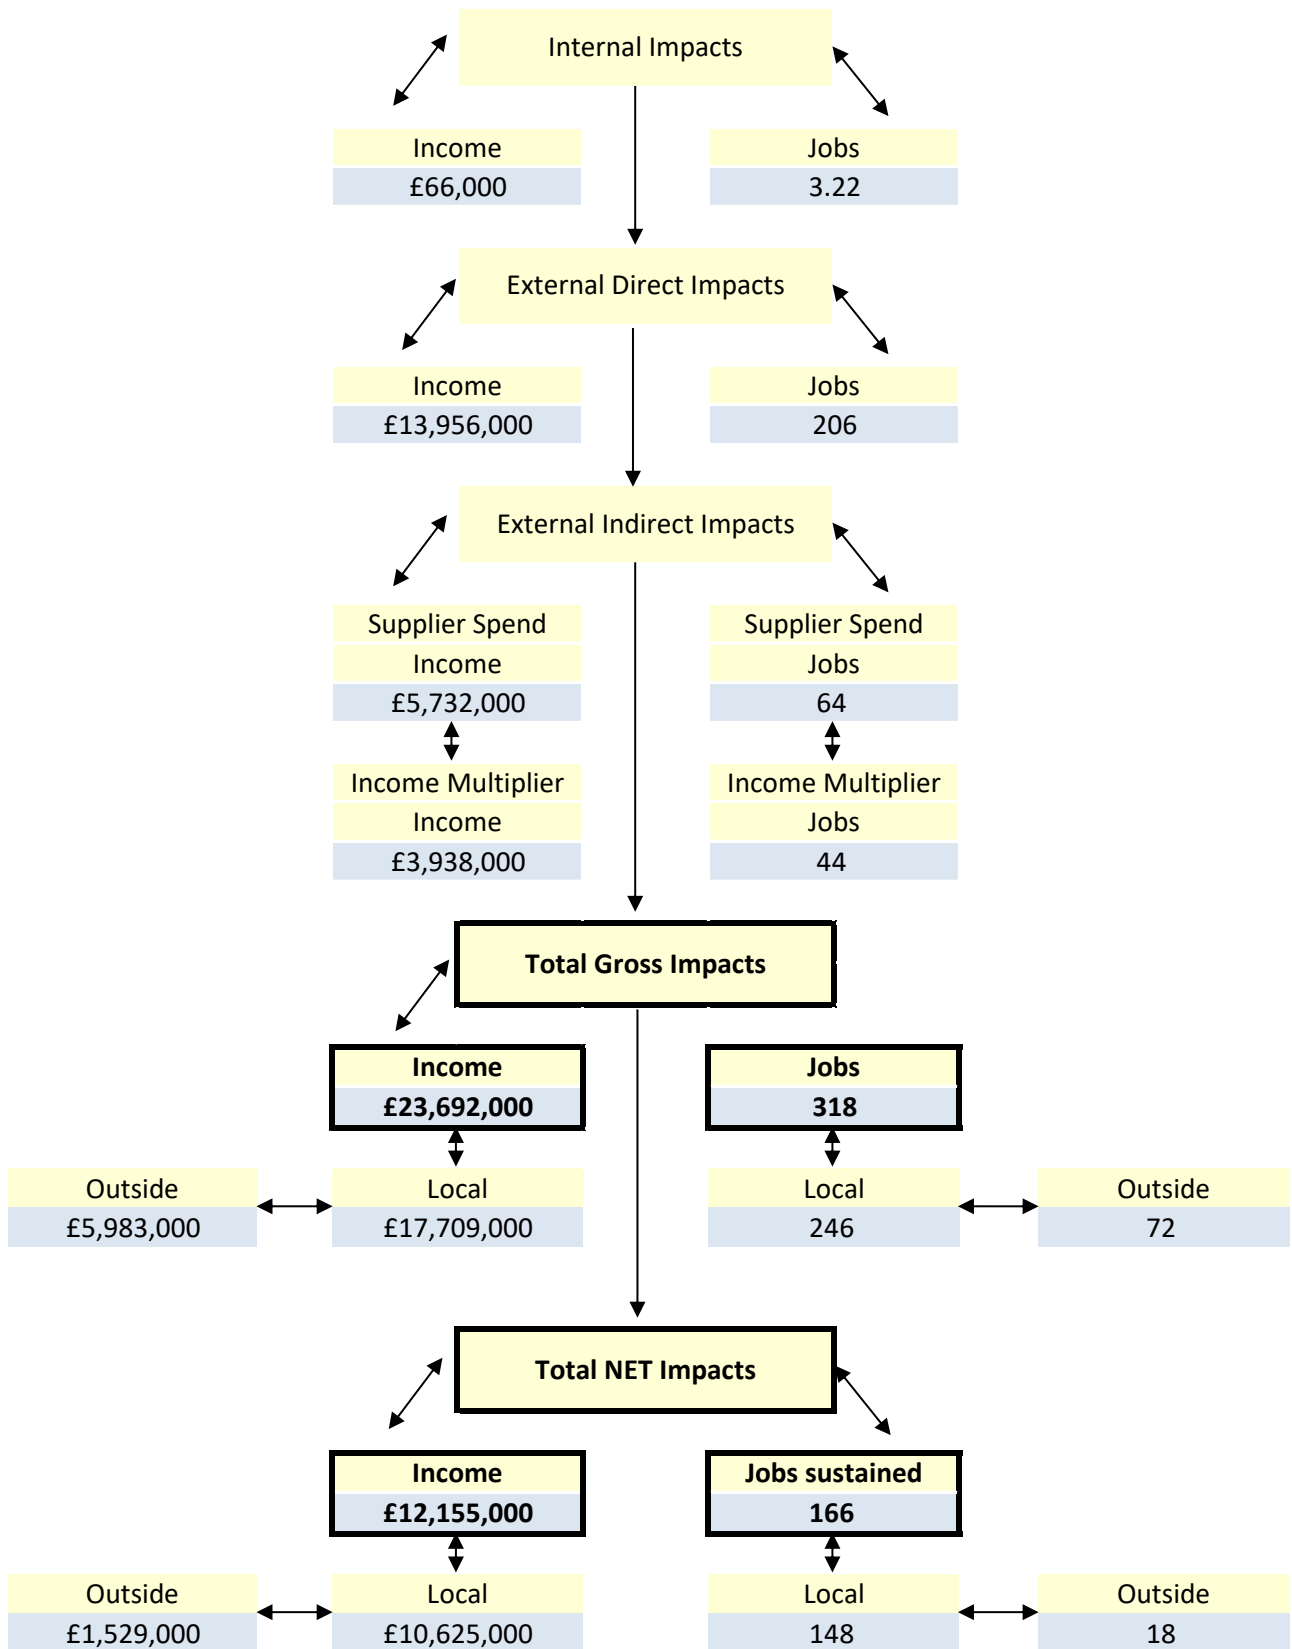 Internal Impacts
Income Jobs
£66,000 3.22
External Direct Impacts
Income Jobs
£13,956,000 206
External Indirect Impacts
Supplier Spend Supplier Spend
Income Jobs
£5,732,000 64
Income Multiplier Income Multiplier
Income Jobs
£3,938,000 44
Total Gross Impacts
Income Jobs
£23,692,000 318
Outside Local Local Outside
£5,983,000 £17,709,000 246 72
Total NET Impacts
Income Jobs sustained
£12,155,000 166
Outside Local Local Outside
£1,529,000 £10,625,000 148 18